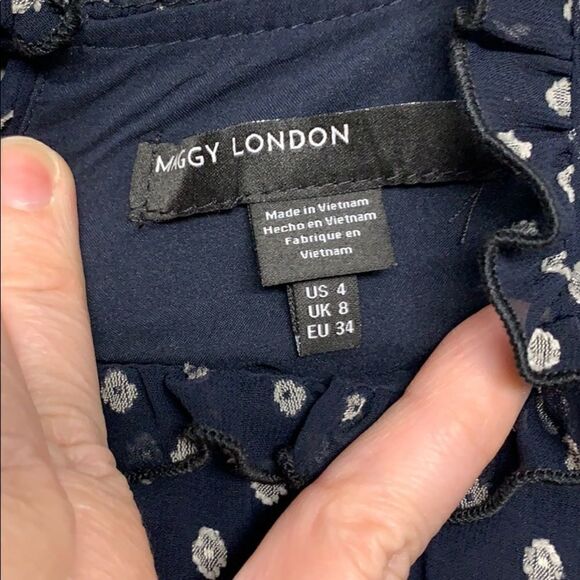 MAGGY LONDON
Made in Vietnam
Hecho en Vietnam
Fabrique en
Vietnam
US 4
UK 8
EU 34